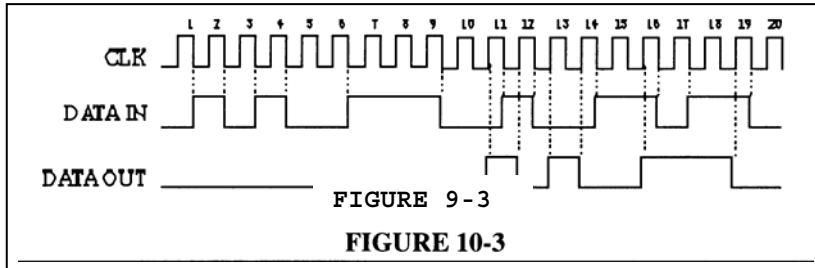 1 2 3 4 5 6 7 8 9 10 11 12 13 14 15 16 17 18 19 20
CLK
DATA IN
DATA OUT
FIGURE 9-3
FIGURE 10-3